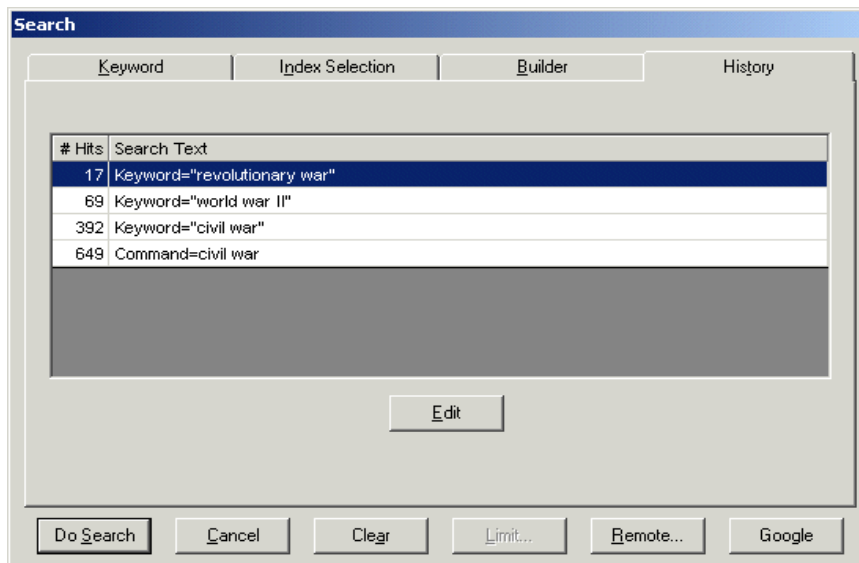 Search
Keyword Index Selection Builder History
# Hits Search Text
17 Keyword="revolutionary war"
69 Keyword="world war II"
392 Keyword="civil war"
649 Command=civil war
Edit
Do Search Cancel Clear Limit... Remote... Google